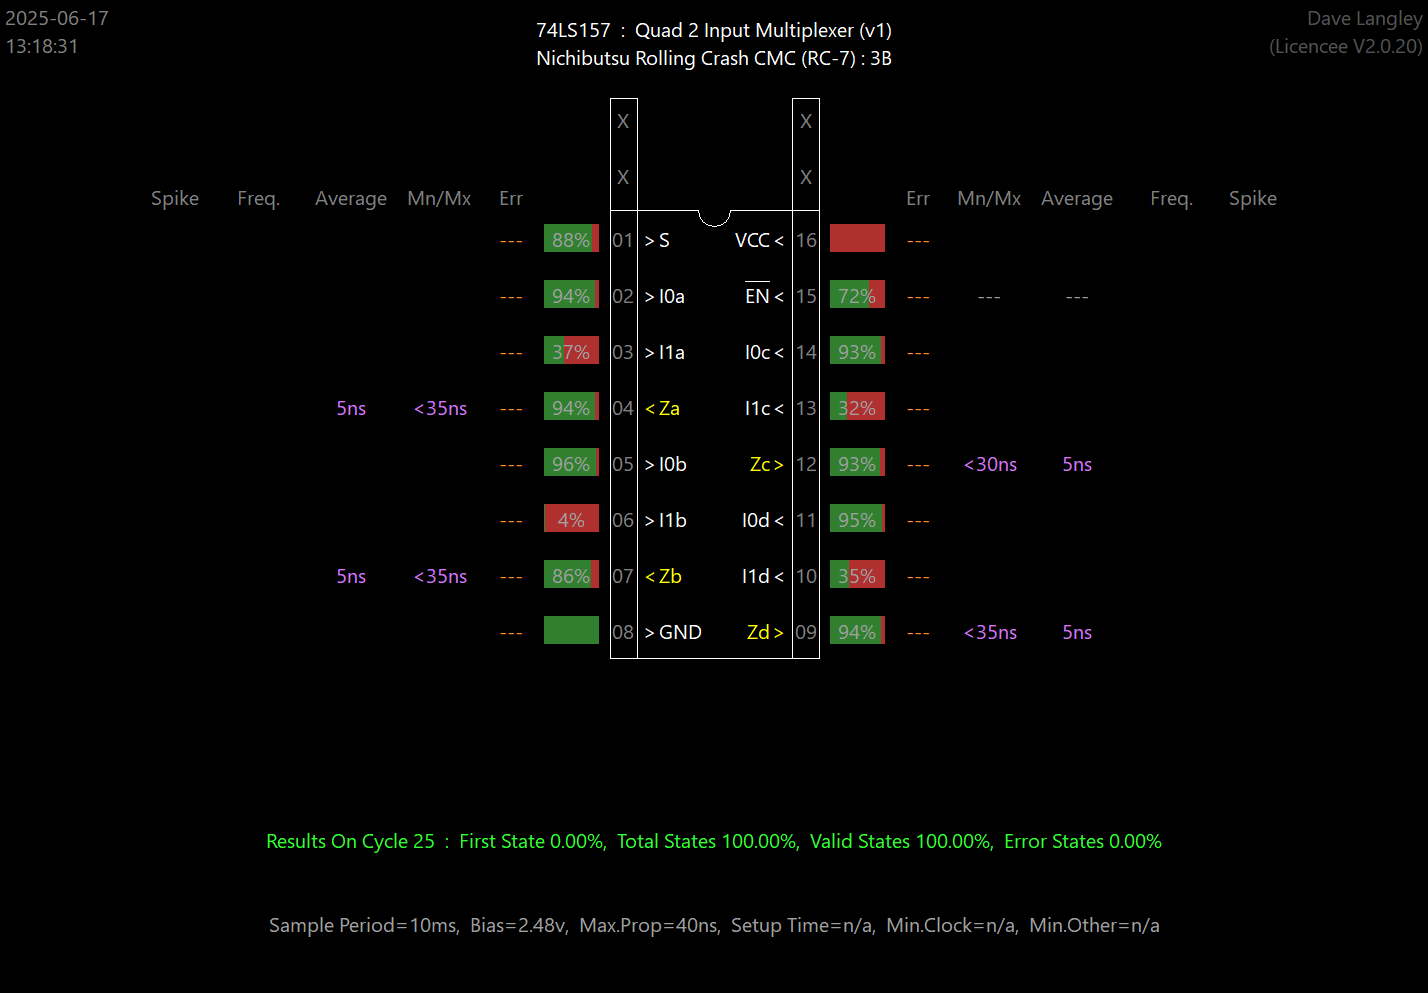 2025-06-17
13:18:31
74LS157 : Quad 2 Input Multiplexer (v1)
Nichibutsu Rolling Crash CMC (RC-7) : 3B
Dave Langley
(Licencee V2.0.20)
X X
X X
Spike Freq. Average Mn/Mx Err Err Mn/Mx Average Freq. Spike
--- 88% 01 >S VCC< 16 ---
--- 94% 02 >I0a EN< 15 72% --- --- ---
--- 37% 03 >I1a I0c< 14 93% ---
5ns <35ns --- 94% 04 <Za I1c< 13 32% ---
--- 96% 05 >I0b Zc> 12 93% --- <30ns 5ns
--- 4% 06 >I1b I0d< 11 95% ---
5ns <35ns --- 86% 07 <Zb I1d< 10 35% ---
--- 08 >GND Zd> 09 94% --- <35ns 5ns
Results On Cycle 25 : First State 0.00%, Total States 100.00%, Valid States 100.00%, Error States 0.00%
Sample Period=10ms, Bias=2.48v, Max.Prop=40ns, Setup Time=n/a, Min.Clock=n/a, Min.Other=n/a